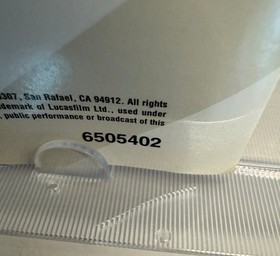 307, San Rafael, CA 94912. All rights
demark of Lucasfilm Ltd., used under
, public performance or broadcast of this
6505402